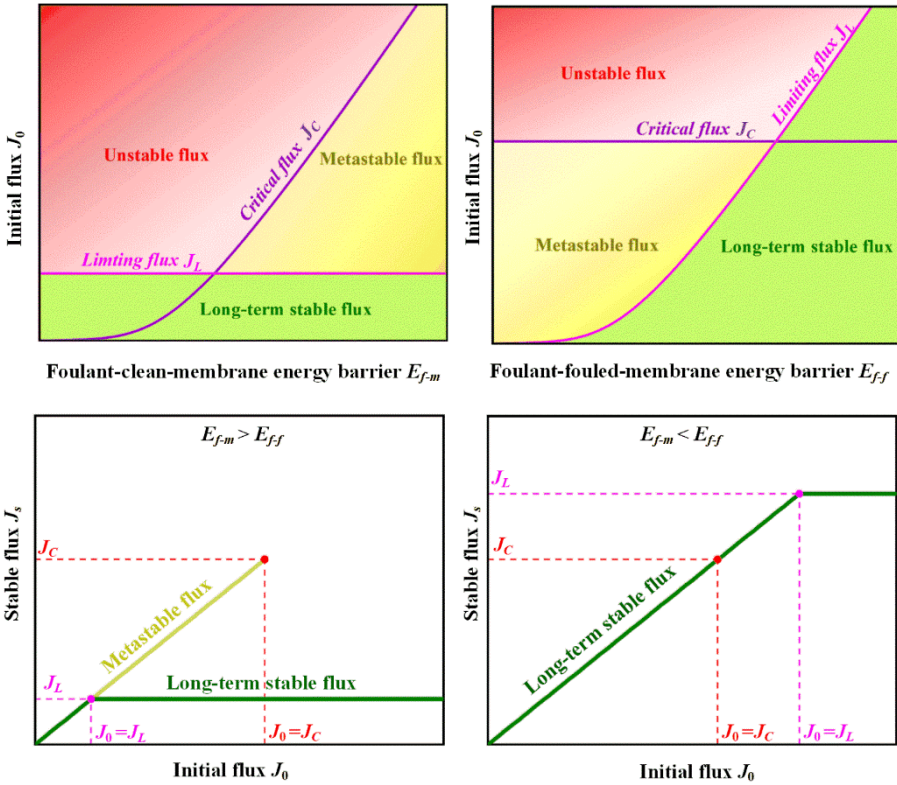 Initial flux J0
Unstable flux
Critical flux JC
Metastable flux
Limting flux JL
Long-term stable flux
Foulant-clean-membrane energy barrier Ef-m
Initial flux J0
Unstable flux
Limiting flux JL
Critical flux JC
Metastable flux
Long-term stable flux
Foulant-fouled-membrane energy barrier Ef-f
Stable flux Js
Ef-m > Ef-f
JC
Metastable flux
JL
Long-term stable flux
J0=JL
J0=JC
Initial flux J0
Stable flux Js
Ef-m < Ef-f
JL
JC
Long-term stable flux
J0=JC
J0=JL
Initial flux J0